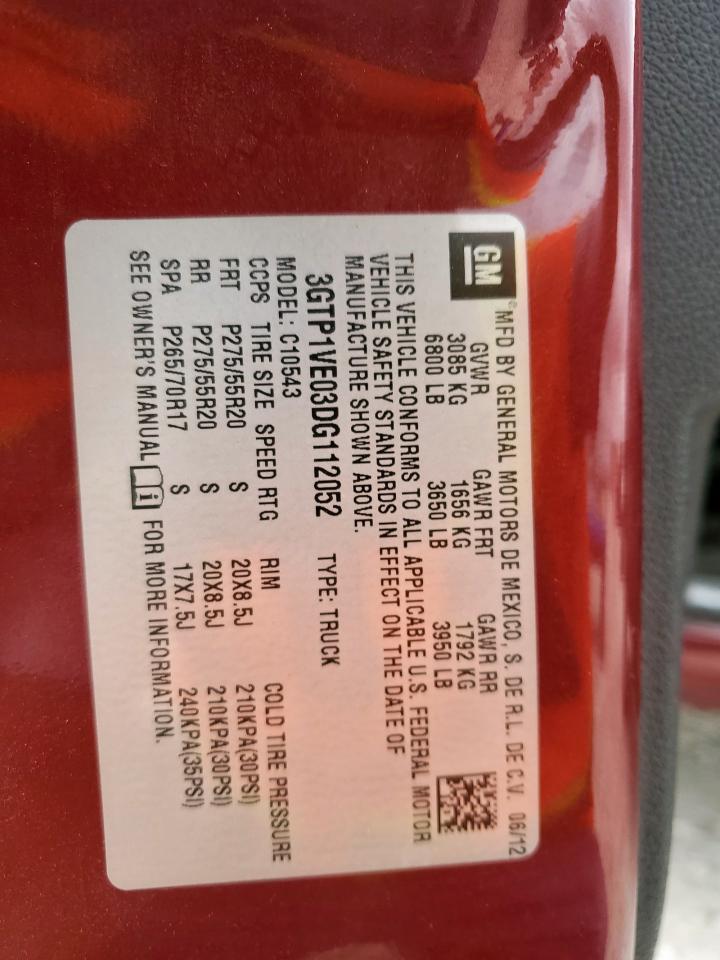 GM
®MFD BY GENERAL MOTORS DE MEXICO, S. DE R.L. DE C.V. 06/12
GVWR GAWR FRT GAWR RR
3085 KG 1656 KG 1792 KG
6800 LB 3650 LB 3950 LB
THIS VEHICLE CONFORMS TO ALL APPLICABLE U.S. FEDERAL MOTOR
VEHICLE SAFETY STANDARDS IN EFFECT ON THE DATE OF
MANUFACTURE SHOWN ABOVE.
3GTP1VE03DG112052 TYPE: TRUCK
MODEL: C10543
CCPS TIRE SIZE SPEED RTG RIM COLD TIRE PRESSURE
FRT P275/55R20 S 20X8.5J 210KPA(30PSI)
RR P275/55R20 S 20X8.5J 210KPA(30PSI)
SPA P265/70R17 S 17X7.5J 240KPA(35PSI)
SEE OWNER'S MANUAL i FOR MORE INFORMATION.